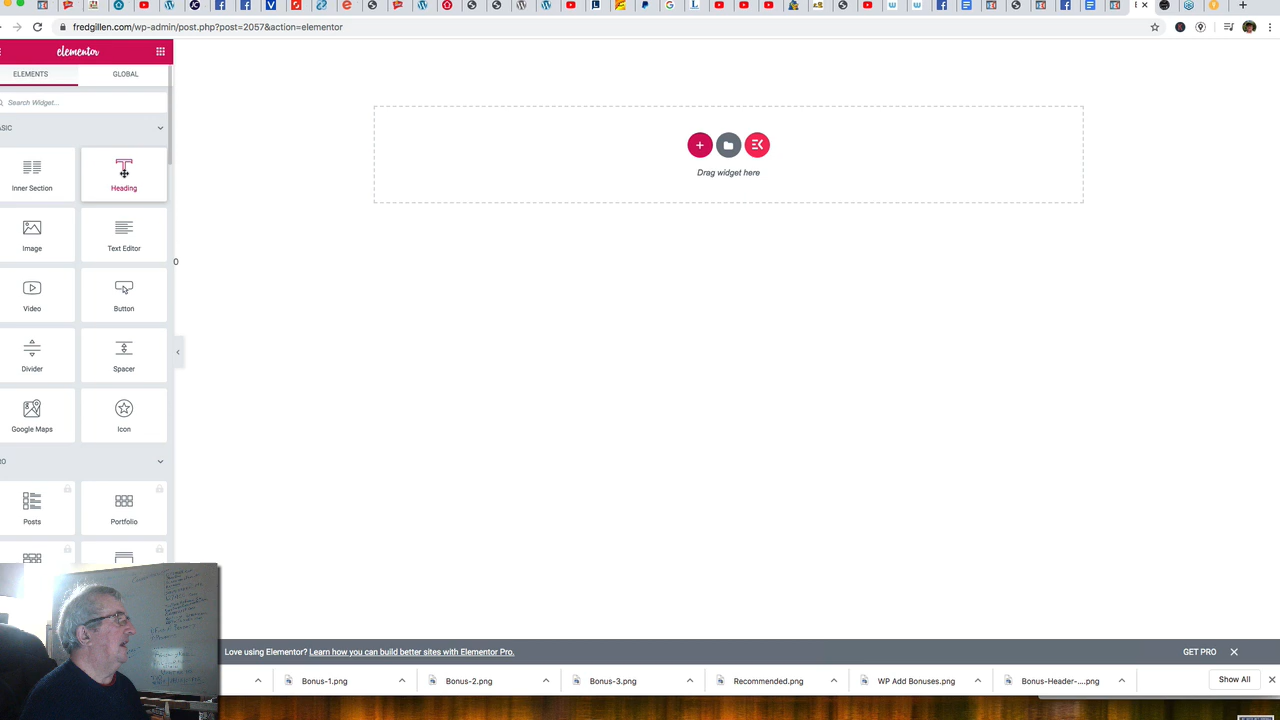 fredgillen.com/wp-admin/post.php?post=2057&action=elementor
elementor
ELEMENTS
GLOBAL
Search Widget...
ASIC
Inner Section
Heading
Drag widget here
Image
Text Editor
Video
Button
Divider
Spacer
Google Maps
Icon
RO
Posts
Portfolio
Love using Elementor? Learn how you can build better sites with Elementor Pro.
GET PRO
Bonus-1.png
Bonus-2.png
Bonus-3.png
Recommended.png
WP Add Bonuses.png
Bonus-Header-....png
Show All